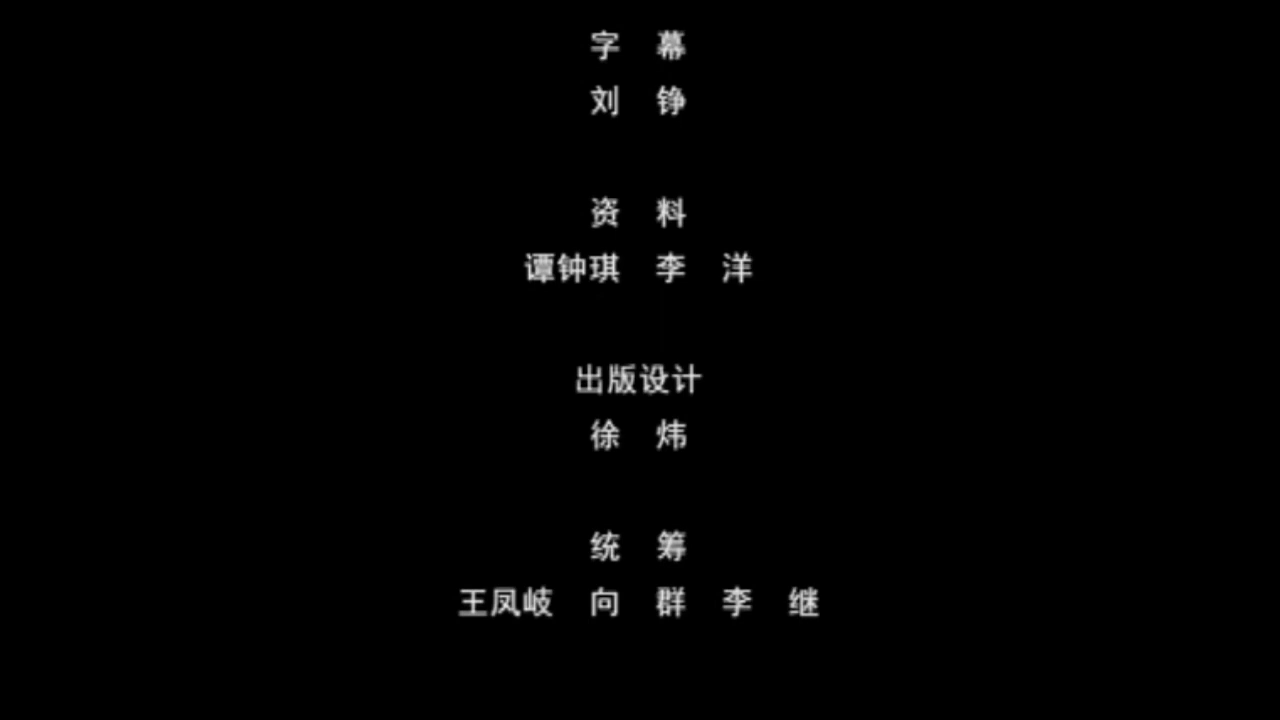 字 幕
刘 铮
资 料
谭钟琪 李 洋
出版设计
徐 炜
统 筹
王凤岐 向 群 李 继